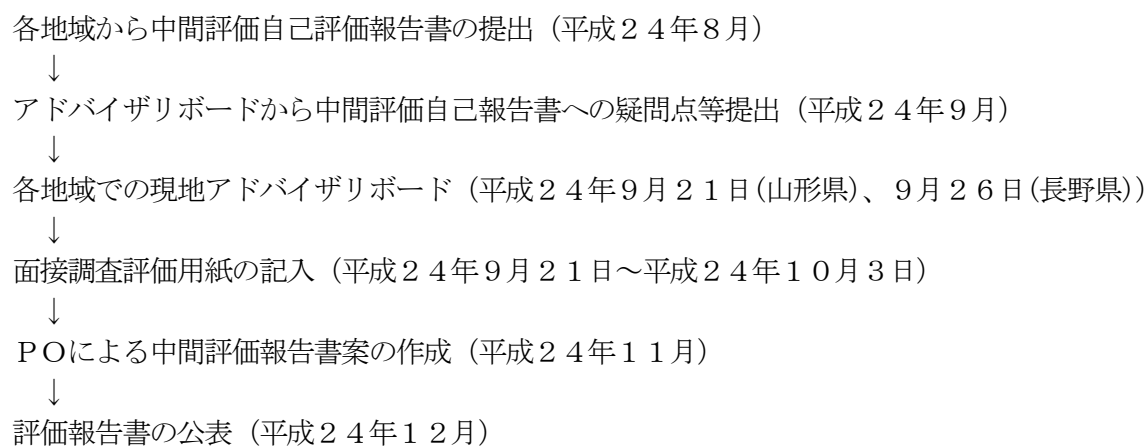 各地域から中間評価自己評価報告書の提出（平成２４年８月）
↓
アドバイザリボードから中間評価自己報告書への疑問点等提出（平成２４年９月）
↓
各地域での現地アドバイザリボード（平成２４年９月２１日(山形県)、９月２６日(長野県)）
↓
面接調査評価用紙の記入（平成２４年９月２１日～平成２４年１０月３日）
↓
ＰＯによる中間評価報告書案の作成（平成２４年１１月）
↓
評価報告書の公表（平成２４年１２月）